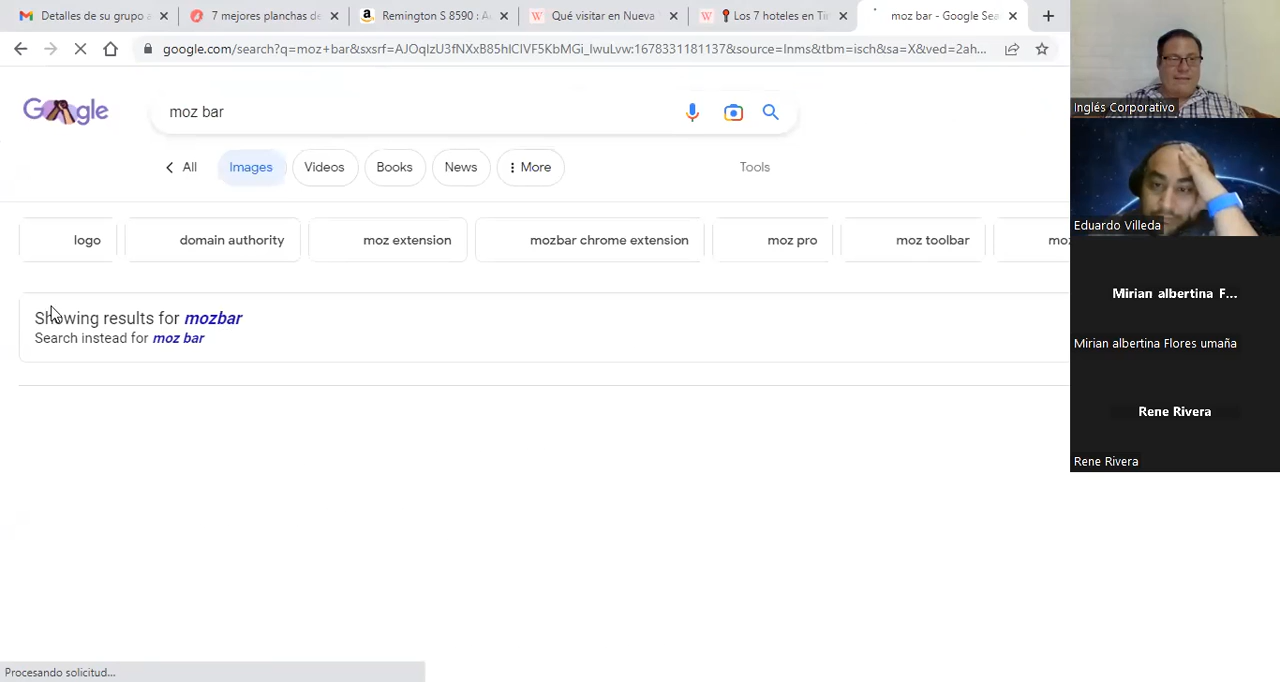 Detalles de su grupo a
7 mejores planchas de
Remington S 8590 : A
Qué visitar en Nueva
Los 7 hoteles en Ti
moz bar - Google Sea
google.com/search?q=moz+bar&sxsrf=AJOqlzU3fNXxB85hlClVF5KbMGi_lwuLvw:1678331181137&source=lnms&tbm=isch&sa=X&ved=2ah...
Google
moz bar
All
Images
Videos
Books
News
More
Tools
logo
domain authority
moz extension
mozbar chrome extension
moz pro
moz toolbar
moz
Showing results for mozbar
Search instead for moz bar
Procesando solicitud...
Inglés Corporativo
Eduardo Villeda
Mirian albertina F...
Mirian albertina Flores umaña
Rene Rivera
Rene Rivera